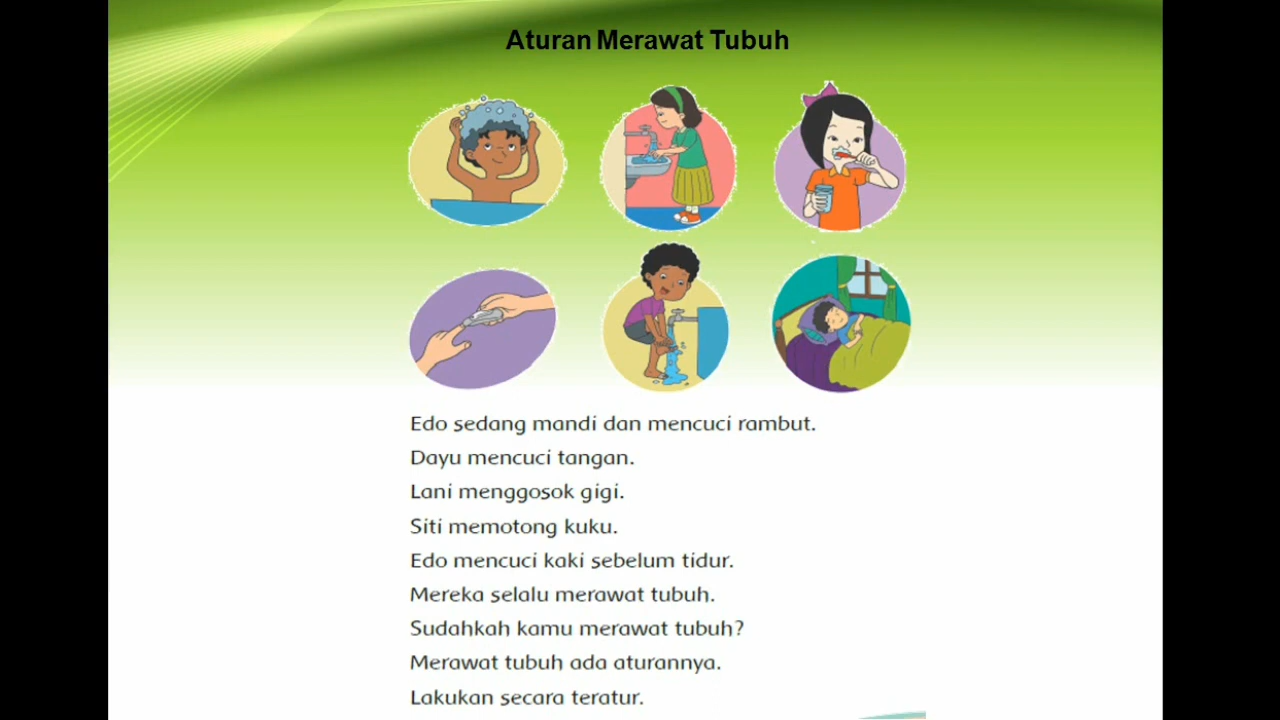 Aturan Merawat Tubuh
Edo sedang mandi dan mencuci rambut.
Dayu mencuci tangan.
Lani menggosok gigi.
Siti memotong kuku.
Edo mencuci kaki sebelum tidur.
Mereka selalu merawat tubuh.
Sudahkah kamu merawat tubuh?
Merawat tubuh ada aturannya.
Lakukan secara teratur.